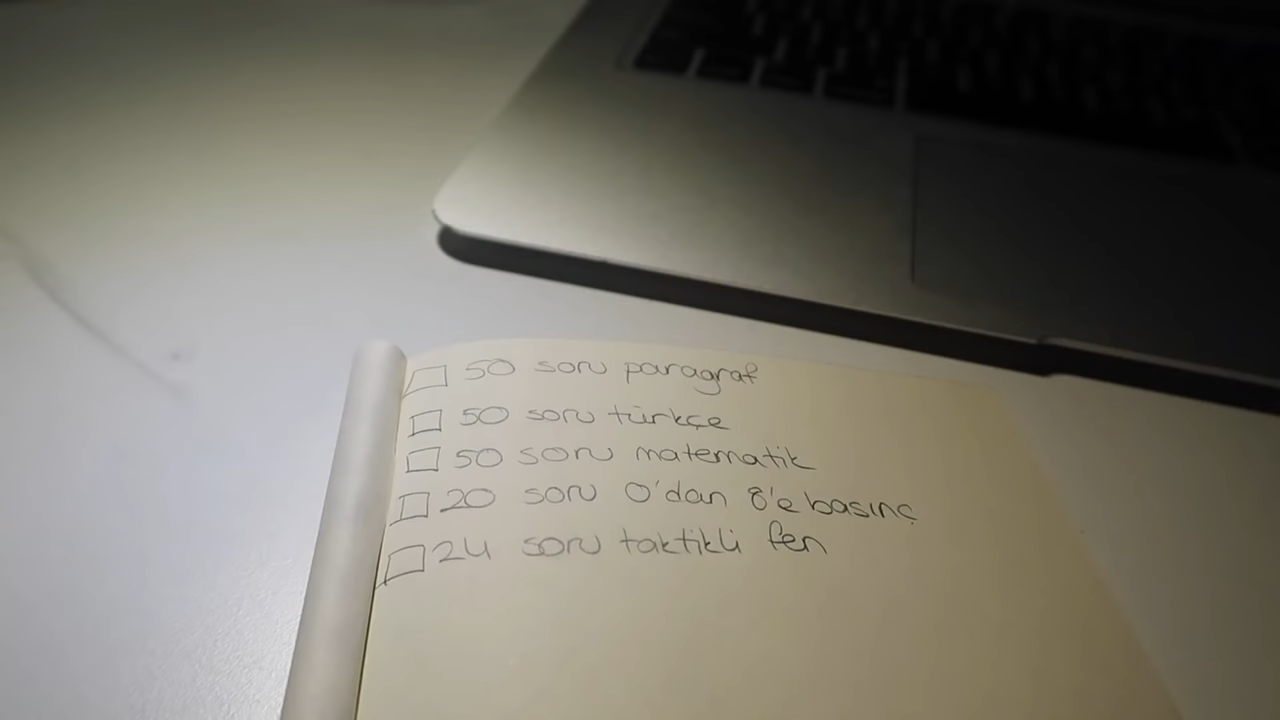 50 soru paragraf
50 soru türkçe
50 soru matematik
20 soru 0'dan 8'e basınç
24 soru taktikli fen